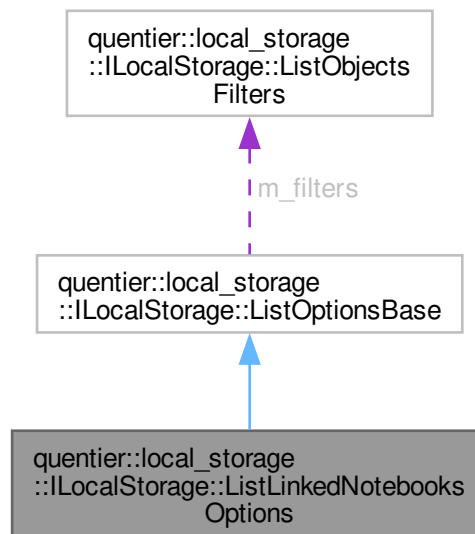 quentier::local_storage
::ILocalStorage::ListObjects
Filters
m_filters
quentier::local_storage
::ILocalStorage::ListOptionsBase
quentier::local_storage
::ILocalStorage::ListLinkedNotebooks
Options